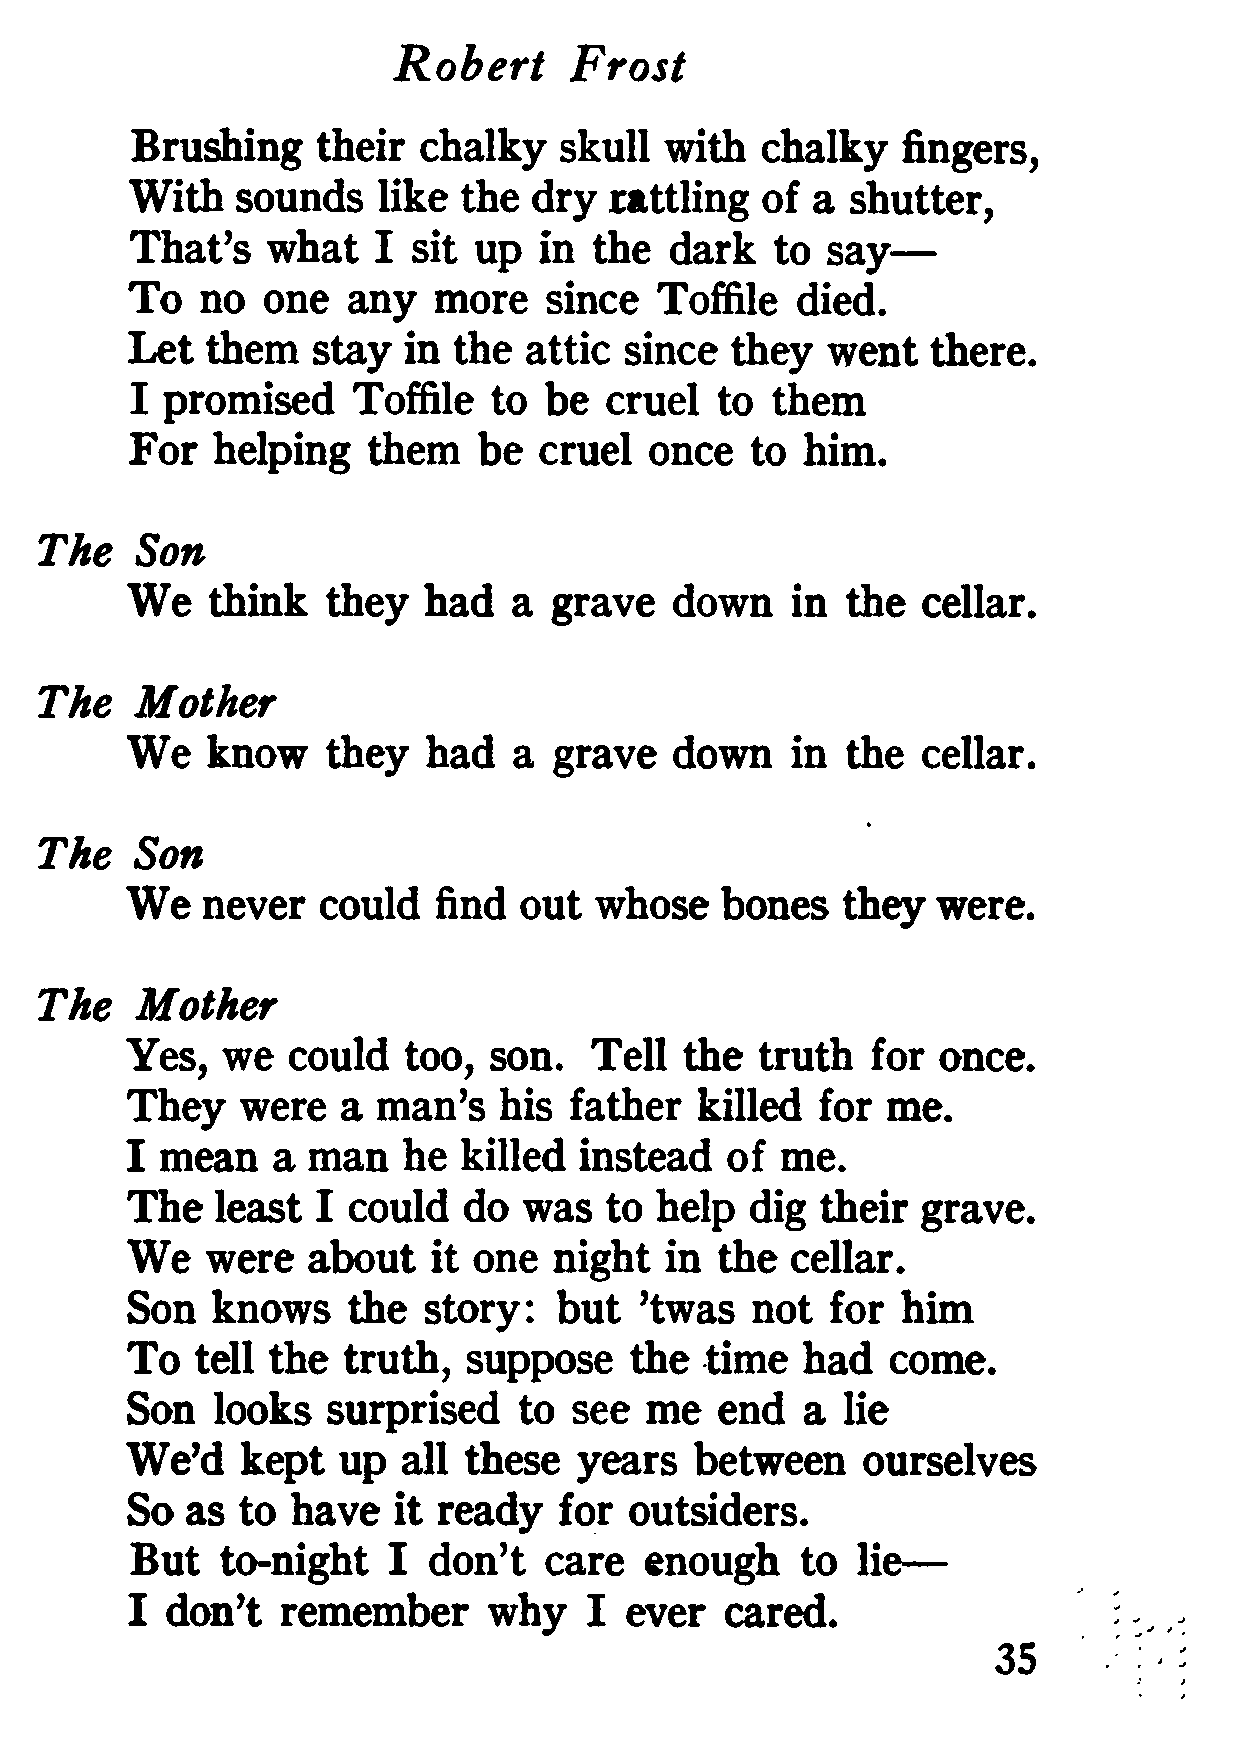 Robert Frost
Brushing their chalky skull with chalky fingers,
With sounds like the dry rattling of a shutter,
That's what I sit up in the dark to say—
To no one any more since Toffile died.
Let them stay in the attic since they went there.
I promised Toffile to be cruel to them
For helping them be cruel once to him.
The Son
We think they had a grave down in the cellar.
The Mother
We know they had a grave down in the cellar.
The Son
We never could find out whose bones they were.
The Mother
Yes, we could too, son. Tell the truth for once.
They were a man's his father killed for me.
I mean a man he killed instead of me.
The least I could do was to help dig their grave.
We were about it one night in the cellar.
Son knows the story: but 'twas not for him
To tell the truth, suppose the time had come.
Son looks surprised to see me end a lie
We'd kept up all these years between ourselves
So as to have it ready for outsiders.
But to-night I don't care enough to lie—
I don't remember why I ever cared.
35